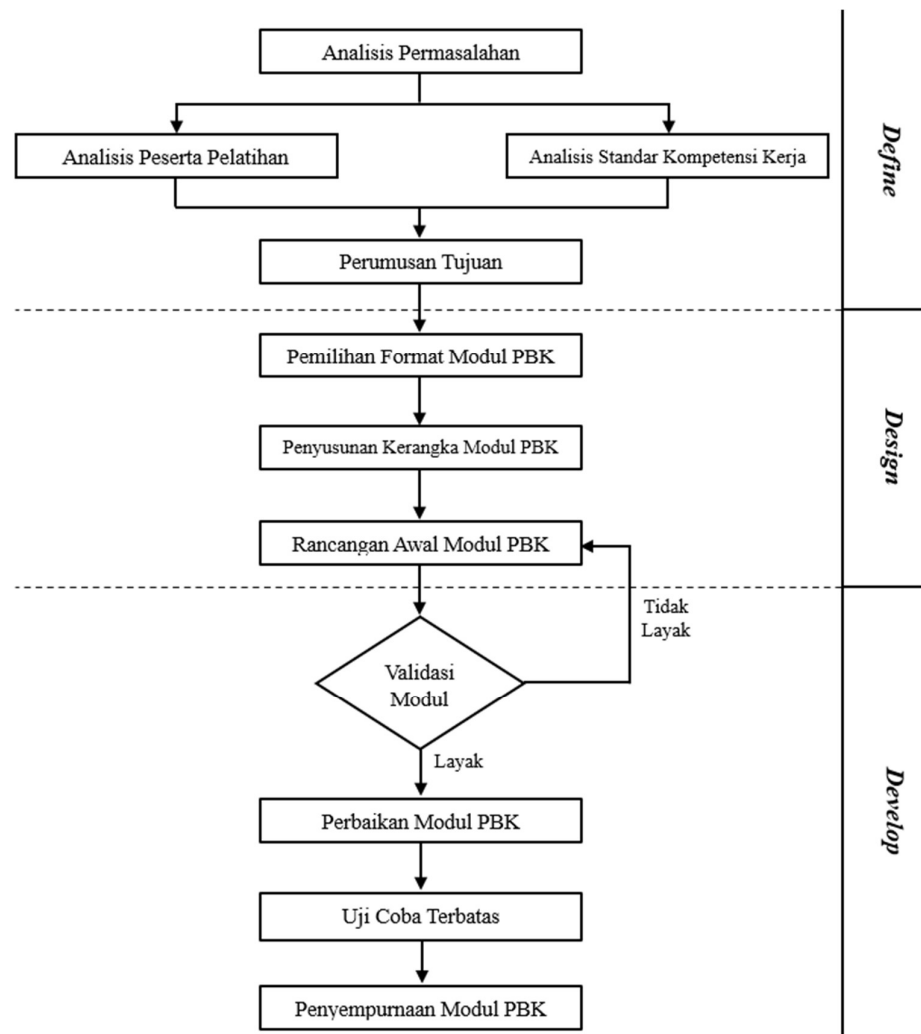 Analisis Permasalahan
Analisis Peserta Pelatihan
Analisis Standar Kompetensi Kerja
Perumusan Tujuan
Define
Pemilihan Format Modul PBK
Penyusunan Kerangka Modul PBK
Rancangan Awal Modul PBK
Design
Tidak
Layak
Validasi
Modul
Layak
Perbaikan Modul PBK
Uji Coba Terbatas
Penyempurnaan Modul PBK
Develop